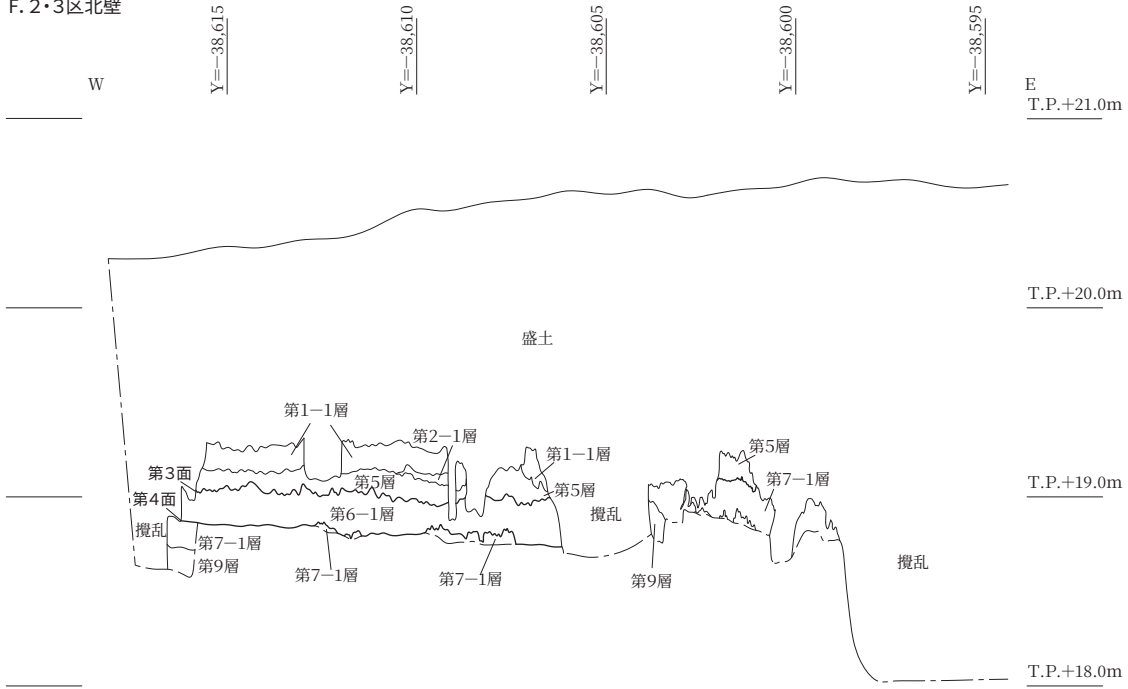 F. 2・3区北壁
Y=-38,615
Y=-38,610
Y=-38,605
Y=-38,600
Y=-38,595
W
E
T.P.+21.0m
T.P.+20.0m
盛土
第1-1層
第2-1層
第1-1層
第5層
第3面
第5層
第5層
第7-1層
T.P.+19.0m
第4面
第6-1層
攪乱
攪乱
第7-1層
第9層
第7-1層
第7-1層
第9層
攪乱
T.P.+18.0m